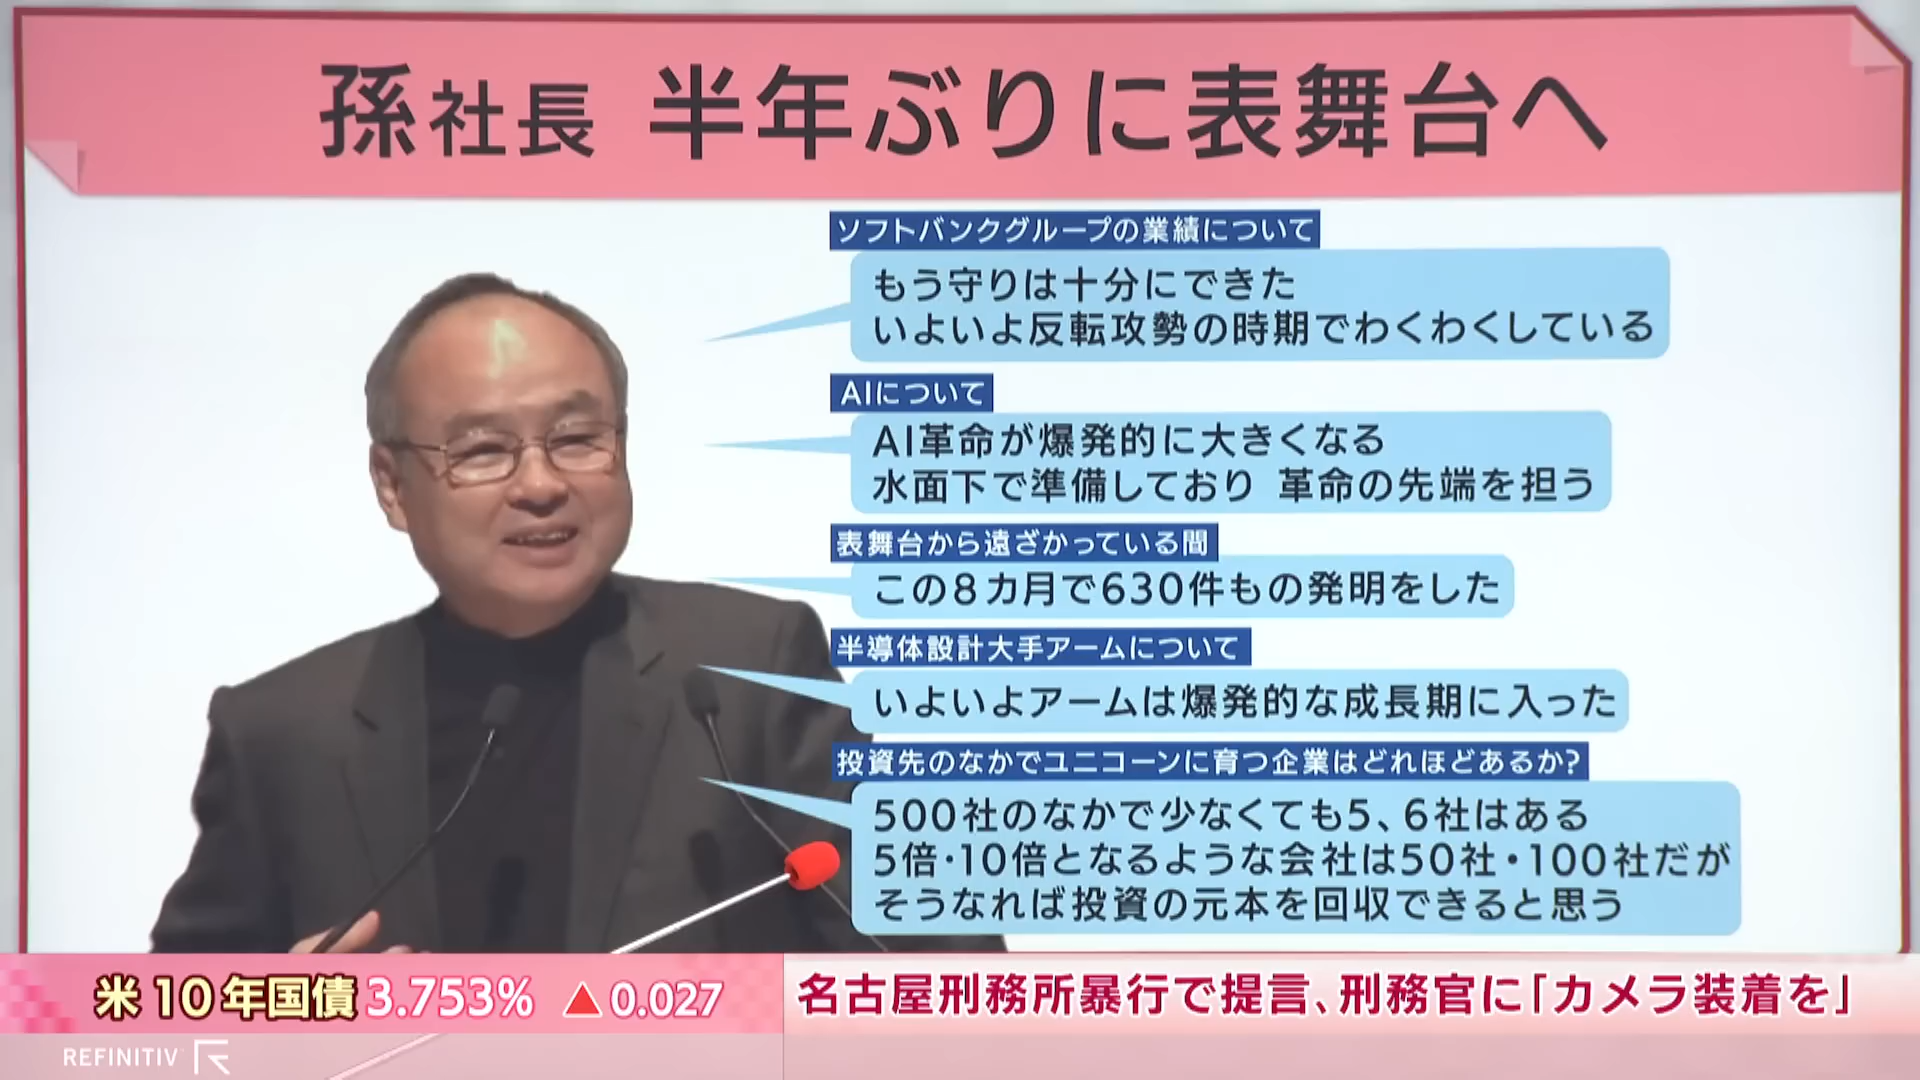 孫社長 半年ぶりに表舞台へ
ソフトバンクグループの業績について
もう守りは十分にできた
いよいよ反転攻勢の時期でわくわくしている
AIについて
AI革命が爆発的に大きくなる
水面下で準備しており 革命の先端を担う
表舞台から遠ざかっている間
この8カ月で630件もの発明をした
半導体設計大手アームについて
いよいよアームは爆発的な成長期に入った
投資先のなかでユニコーンに育つ企業はどれほどあるか?
500社のなかで少なくても5、6社はある
5倍・10倍となるような会社は50社・100社だが
そうなれば投資の元本を回収できると思う
米10年国債 3.753% ▲0.027
名古屋刑務所暴行で提言、刑務官に「カメラ装着を」
REFINITIV